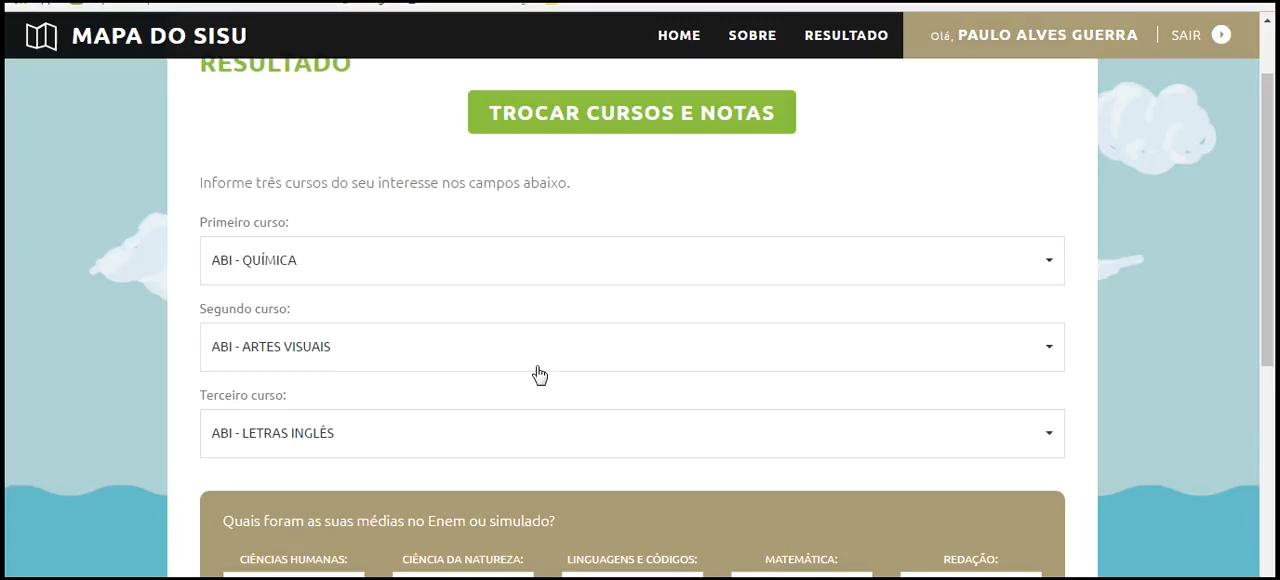 MAPA DO SISU
HOME
SOBRE
RESULTADO
Olá, PAULO ALVES GUERRA
SAIR
RESULTADO
TROCAR CURSOS E NOTAS
Informe três cursos do seu interesse nos campos abaixo.
Primeiro curso:
ABI - QUÍMICA
Segundo curso:
ABI - ARTES VISUAIS
Terceiro curso:
ABI - LETRAS INGLÊS
Quais foram as suas médias no Enem ou simulado?
CIÊNCIAS HUMANAS:
CIÊNCIA DA NATUREZA:
LINGUAGENS E CÓDIGOS:
MATEMÁTICA:
REDAÇÃO: